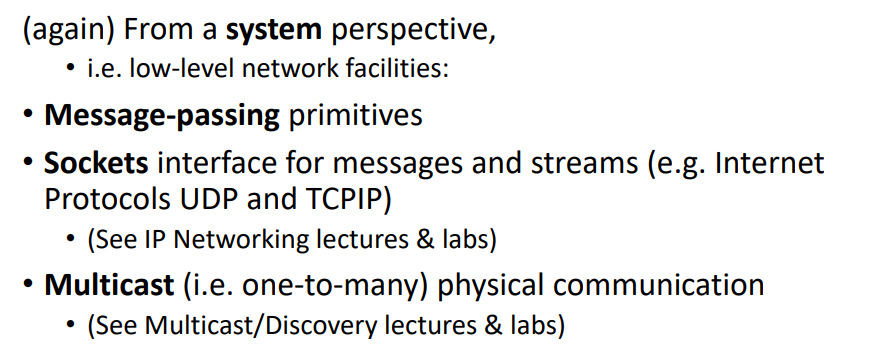 (again) From a system perspective,
• i.e. low-level network facilities:
• Message-passing primitives
• Sockets interface for messages and streams (e.g. Internet
Protocols UDP and TCPIP)
• (See IP Networking lectures & labs)
• Multicast (i.e. one-to-many) physical communication
• (See Multicast/Discovery lectures & labs)